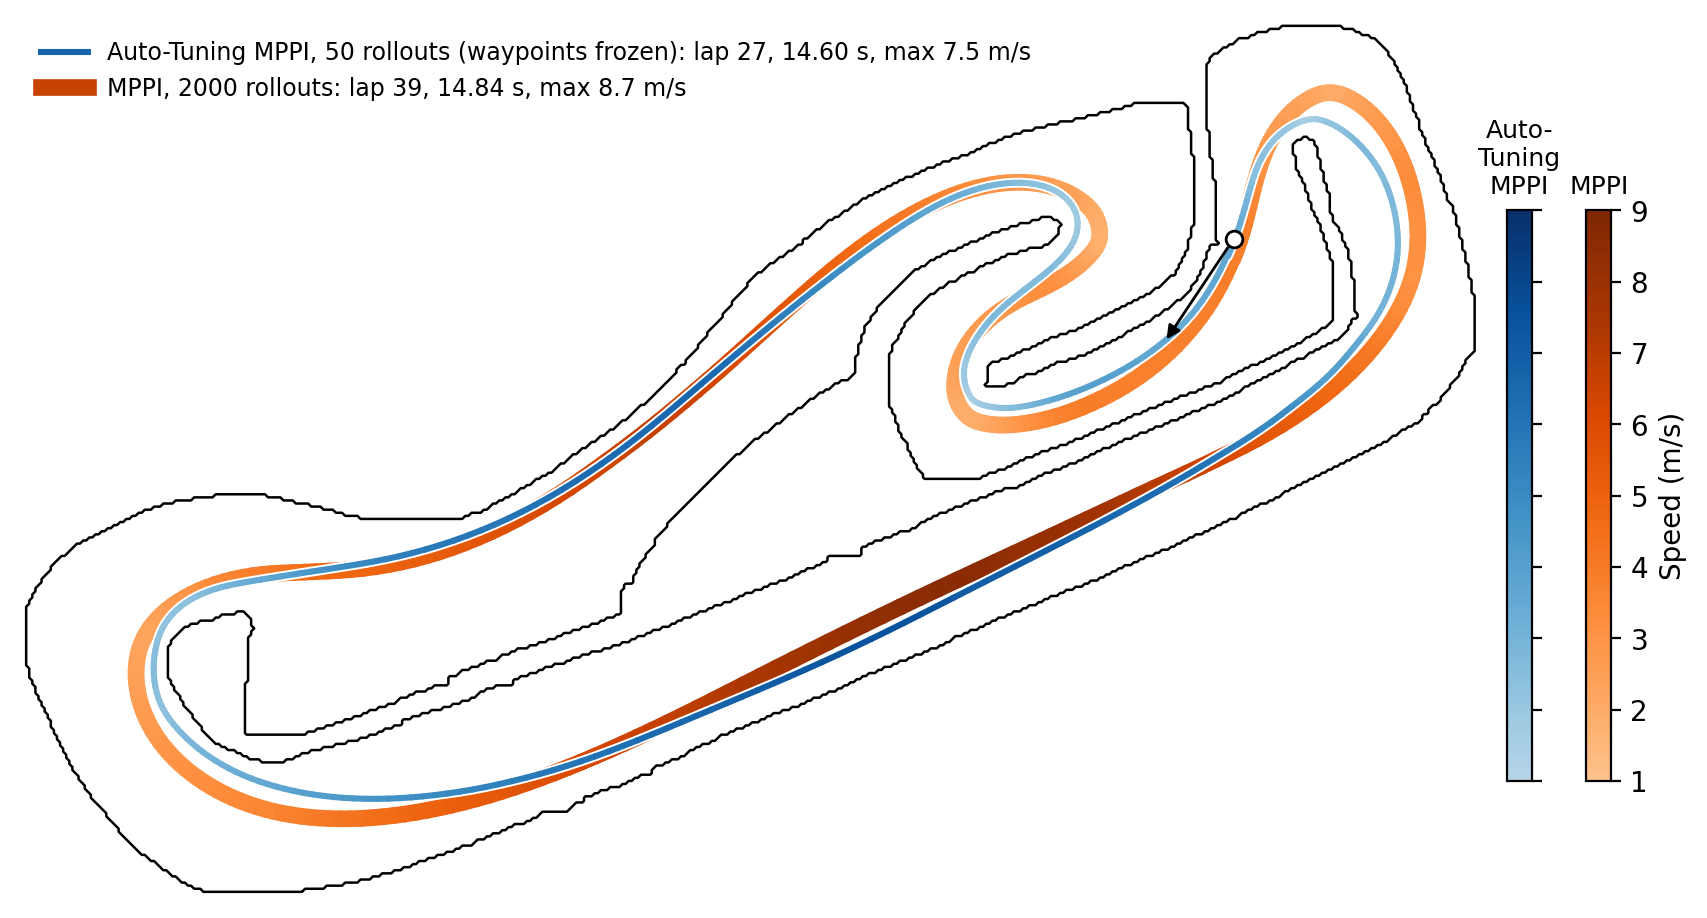 Auto-Tuning MPPI, 50 rollouts (waypoints frozen): lap 27, 14.60 s, max 7.5 m/s
MPPI, 2000 rollouts: lap 39, 14.84 s, max 8.7 m/s
Auto-
Tuning
MPPI
MPPI
9
8
7
6
5
4
3
2
1
Speed (m/s)